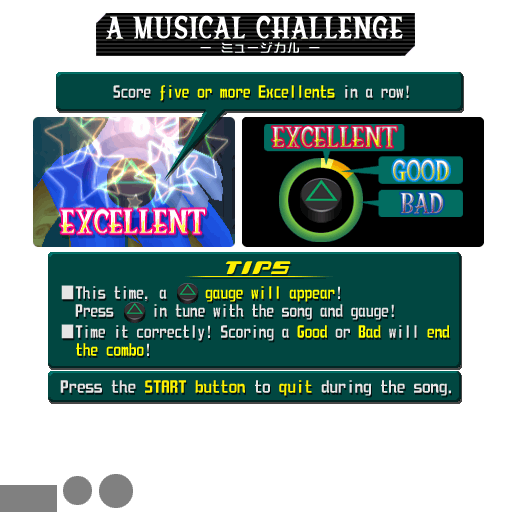 A MUSICAL CHALLENGE
— ミュージカル —
Score five or more Excellents in a row!
EXCELLENT
EXCELLENT
GOOD
BAD
TIPS
■This time, a gauge will appear!
Press in tune with the song and gauge!
■Time it correctly! Scoring a Good or Bad will end
the combo!
Press the START button to quit during the song.